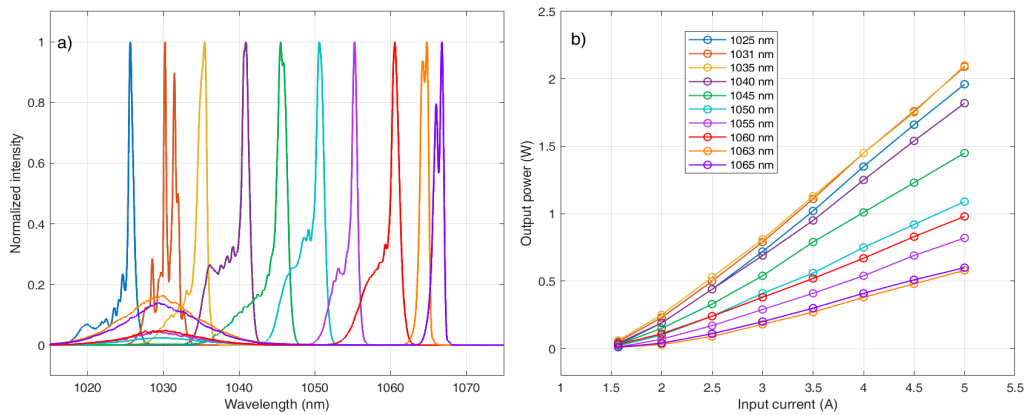 a)
1
0.8
0.6
0.4
0.2
0
Normalized intensity
1020 1030 1040 1050 1060 1070
Wavelength (nm)
b)
2.5
2
1.5
1
0.5
0
Output power (W)
1025 nm
1031 nm
1035 nm
1040 nm
1045 nm
1050 nm
1055 nm
1060 nm
1063 nm
1065 nm
1 1.5 2 2.5 3 3.5 4 4.5 5 5.5
Input current (A)